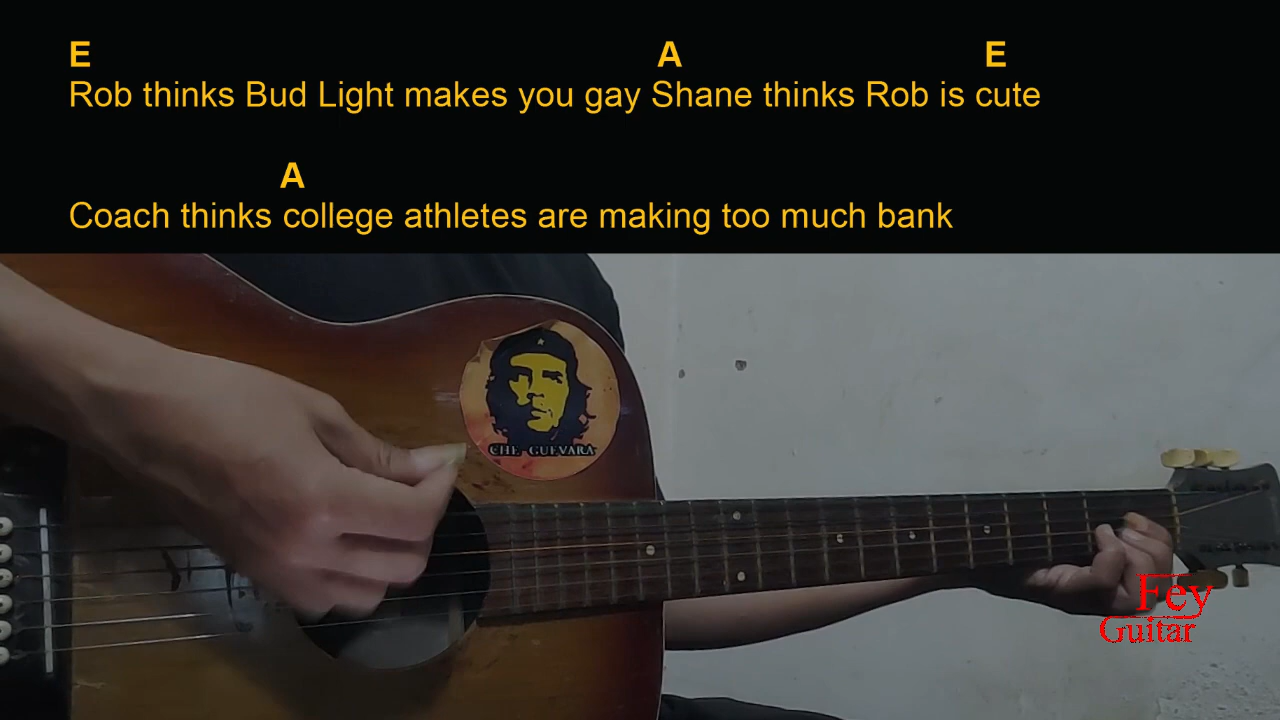 E A E
Rob thinks Bud Light makes you gay Shane thinks Rob is cute
A
Coach thinks college athletes are making too much bank
CHE GUEVARA
Fey
Guitar